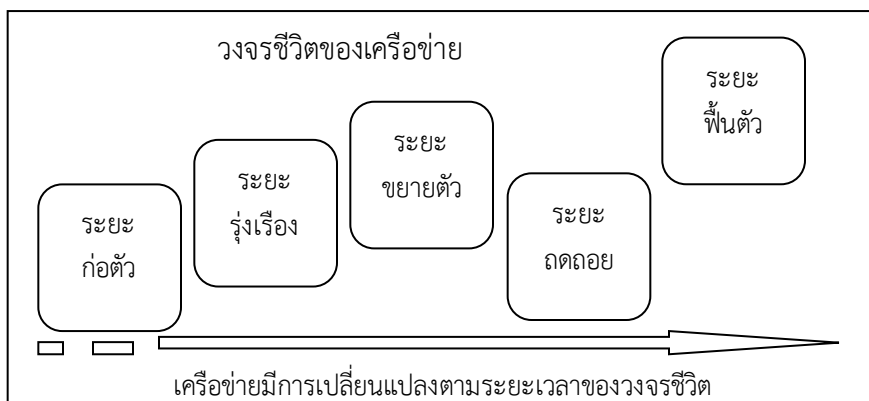 วงจรชีวิตของเครือข่าย
ระยะ
ก่อตัว
ระยะ
รุ่งเรือง
ระยะ
ขยายตัว
ระยะ
ถดถอย
ระยะ
ฟื้นตัว
เครือข่ายมีการเปลี่ยนแปลงตามระยะเวลาของวงจรชีวิต